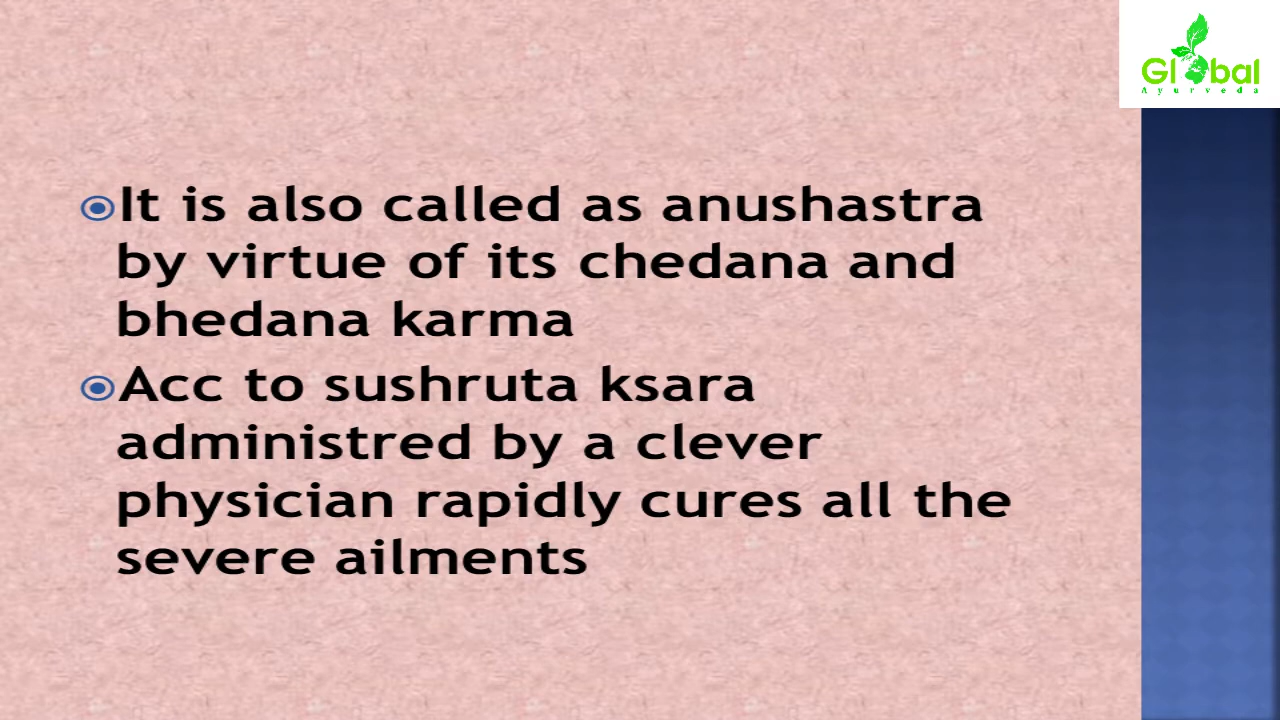 Global
Ayurveda
It is also called as anushastra
by virtue of its chedana and
bhedana karma
Acc to sushruta ksara
administred by a clever
physician rapidly cures all the
severe ailments